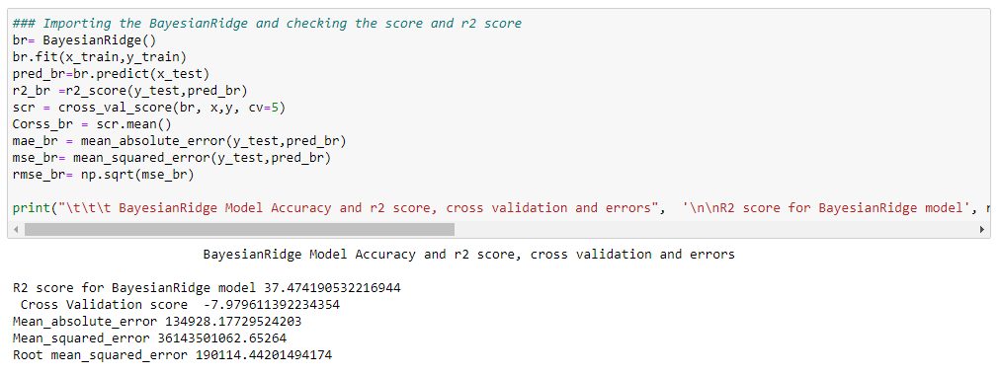 ### Importing the BayesianRidge and checking the score and r2 score
br= BayesianRidge()
br.fit(x_train,y_train)
pred_br=br.predict(x_test)
r2_br =r2_score(y_test,pred_br)
scr = cross_val_score(br, x,y, cv=5)
Corss_br = scr.mean()
mae_br = mean_absolute_error(y_test,pred_br)
mse_br= mean_squared_error(y_test,pred_br)
rmse_br= np.sqrt(mse_br)
print("\t\t\t BayesianRidge Model Accuracy and r2 score, cross validation and errors",  '\n\nR2 score for BayesianRidge model',
BayesianRidge Model Accuracy and r2 score, cross validation and errors
R2 score for BayesianRidge model 37.474190532216944
Cross Validation score  -7.979611392234354
Mean_absolute_error 134928.17729524203
Mean_squared_error 36143501062.65264
Root mean_squared_error 190114.44201494174